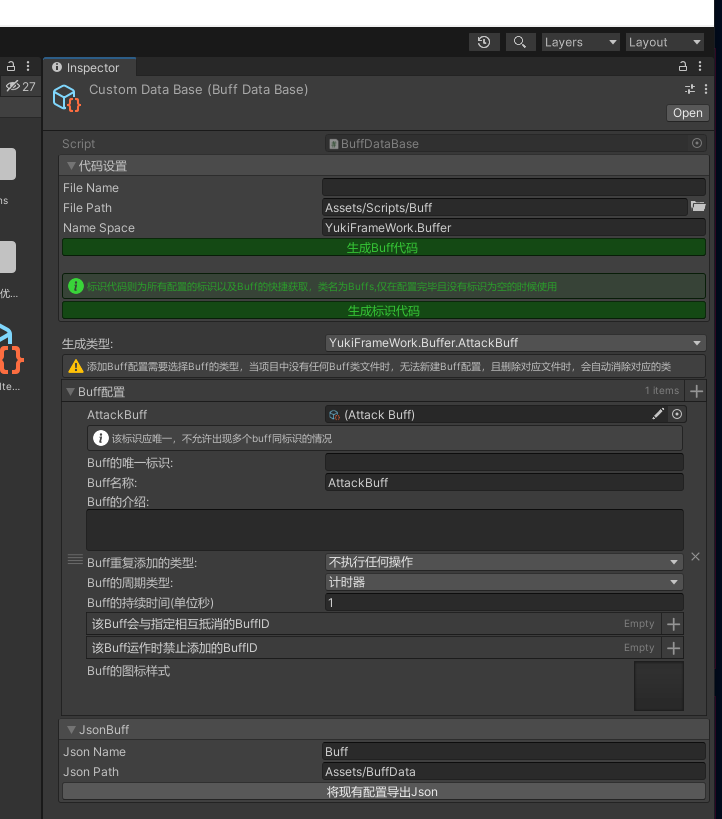 Layers
Layout
Inspector
27
Custom Data Base (Buff Data Base)
Open
Script
BuffDataBase
代码设置
File Name
File Path
Assets/Scripts/Buff
Name Space
YukiFrameWork.Buffer
生成Buff代码
标识代码则为所有配置的标识以及Buff的快捷获取，类名为Buffs,仅在配置完毕且没有标识为空的时候使用
生成标识代码
生成类型:
YukiFrameWork.Buffer.AttackBuff
添加Buff配置需要选择Buff的类型，当项目中没有任何Buff类文件时，无法新建Buff配置，且删除对应文件时，会自动消除对应的类
Buff配置
1 items
AttackBuff
(Attack Buff)
该标识应唯一，不允许出现多个buff同标识的情况
Buff的唯一标识:
Buff名称:
AttackBuff
Buff的介绍:
Buff重复添加的类型:
不执行任何操作
Buff的周期类型:
计时器
Buff的持续时间(单位秒)
1
该Buff会与指定相互抵消的BuffID
Empty
该Buff运作时禁止添加的BuffID
Empty
Buff的图标样式
JsonBuff
Json Name
Buff
Json Path
Assets/BuffData
将现有配置导出Json
ns
优...
Ite...